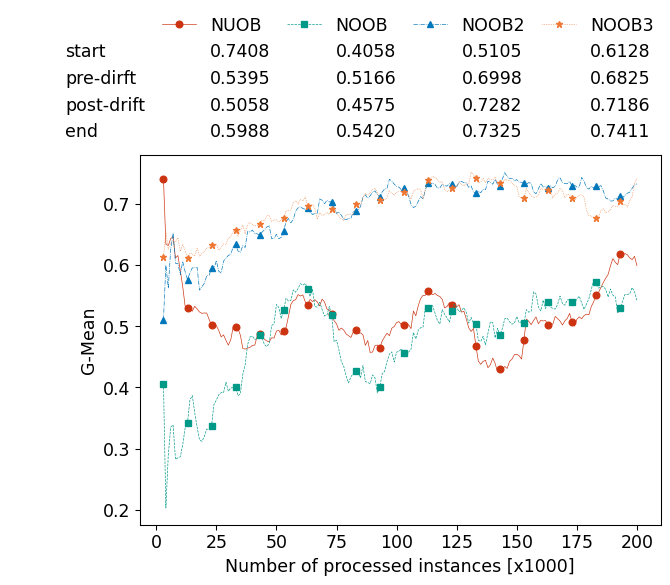 NUOB NOOB NOOB2 NOOB3
start 0.7408 0.4058 0.5105 0.6128
pre-dirft 0.5395 0.5166 0.6998 0.6825
post-drift 0.5058 0.4575 0.7282 0.7186
end 0.5988 0.5420 0.7325 0.7411
G-Mean
0.7
0.6
0.5
0.4
0.3
0.2
0 25 50 75 100 125 150 175 200
Number of processed instances [x1000]